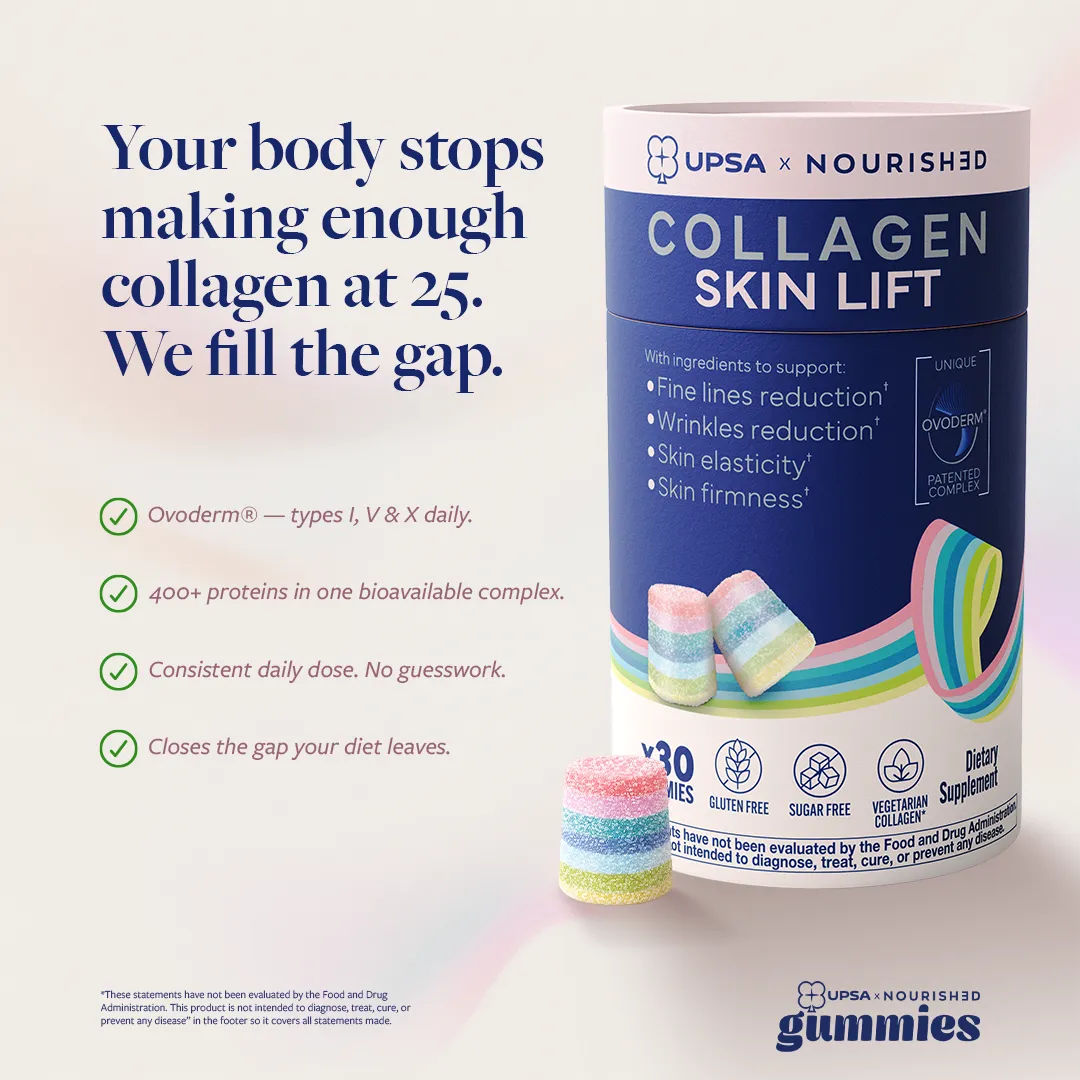 Your body stops
making enough
collagen at 25.
We fill the gap.
Ovoderm® — types I, V & X daily.
400+ proteins in one bioavailable complex.
Consistent daily dose. No guesswork.
Closes the gap your diet leaves.
UPSA x NOURISHƎD
COLLAGEN
SKIN LIFT
With ingredients to support:
•Fine lines reduction†
•Wrinkles reduction†
•Skin elasticity†
•Skin firmness†
UNIQUE
OVODERM®
PATENTED
COMPLEX
x30
MIES
GLUTEN FREE
SUGAR FREE
VEGETARIAN
COLLAGEN*
Dietary
Supplement
ts have not been evaluated by the Food and Drug Administration.
ot intended to diagnose, treat, cure, or prevent any disease.
*These statements have not been evaluated by the Food and Drug
Administration. This product is not intended to diagnose, treat, cure, or
prevent any disease" in the footer so it covers all statements made.
UPSA x NOURISHƎD
gummies